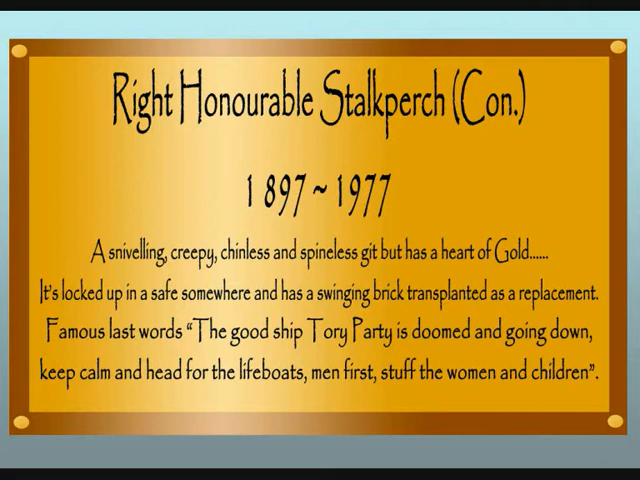 Right Honourable Stalkperch (Con.)
1897 ~ 1977
A snivelling, creepy, chinless and spineless git but has a heart of Gold......
It's locked up in a safe somewhere and has a swinging brick transplanted as a replacement.
Famous last words “The good ship Tory Party is doomed and going down,
keep calm and head for the lifeboats, men first, stuff the women and children”.